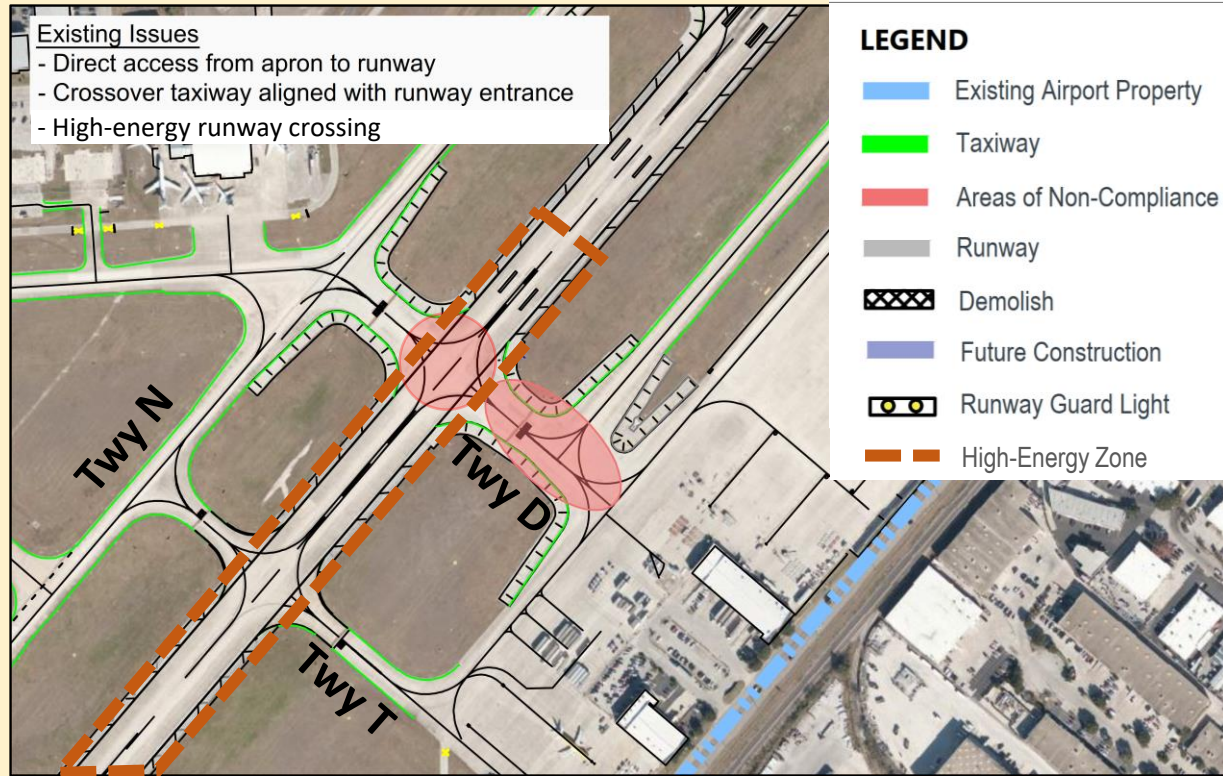 Existing Issues
- Direct access from apron to runway
- Crossover taxiway aligned with runway entrance
- High-energy runway crossing
LEGEND
Existing Airport Property
Taxiway
Areas of Non-Compliance
Runway
Demolish
Future Construction
Runway Guard Light
High-Energy Zone
Twy N
Twy D
Twy T